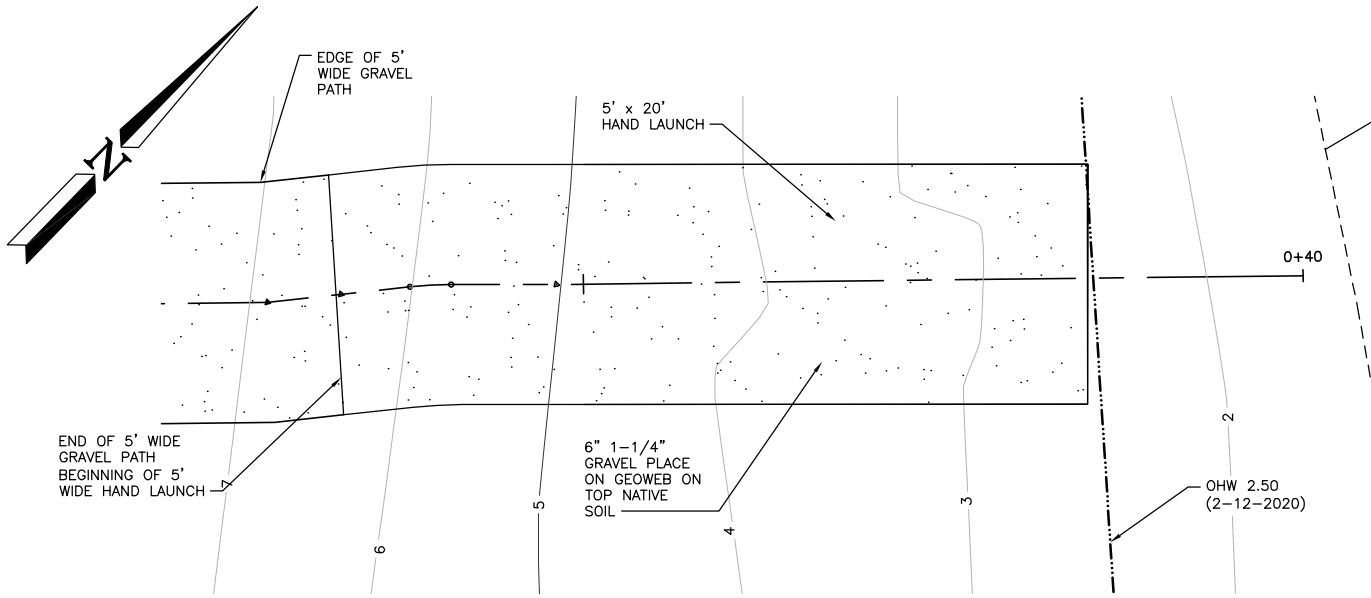 EDGE OF 5'
WIDE GRAVEL
PATH
5' x 20'
HAND LAUNCH
N
0+40
END OF 5' WIDE
GRAVEL PATH
BEGINNING OF 5'
WIDE HAND LAUNCH
6" 1-1/4"
GRAVEL PLACE
ON GEOWEB ON
TOP NATIVE
SOIL
OHW 2.50
(2-12-2020)
7
6
5
4
3
2